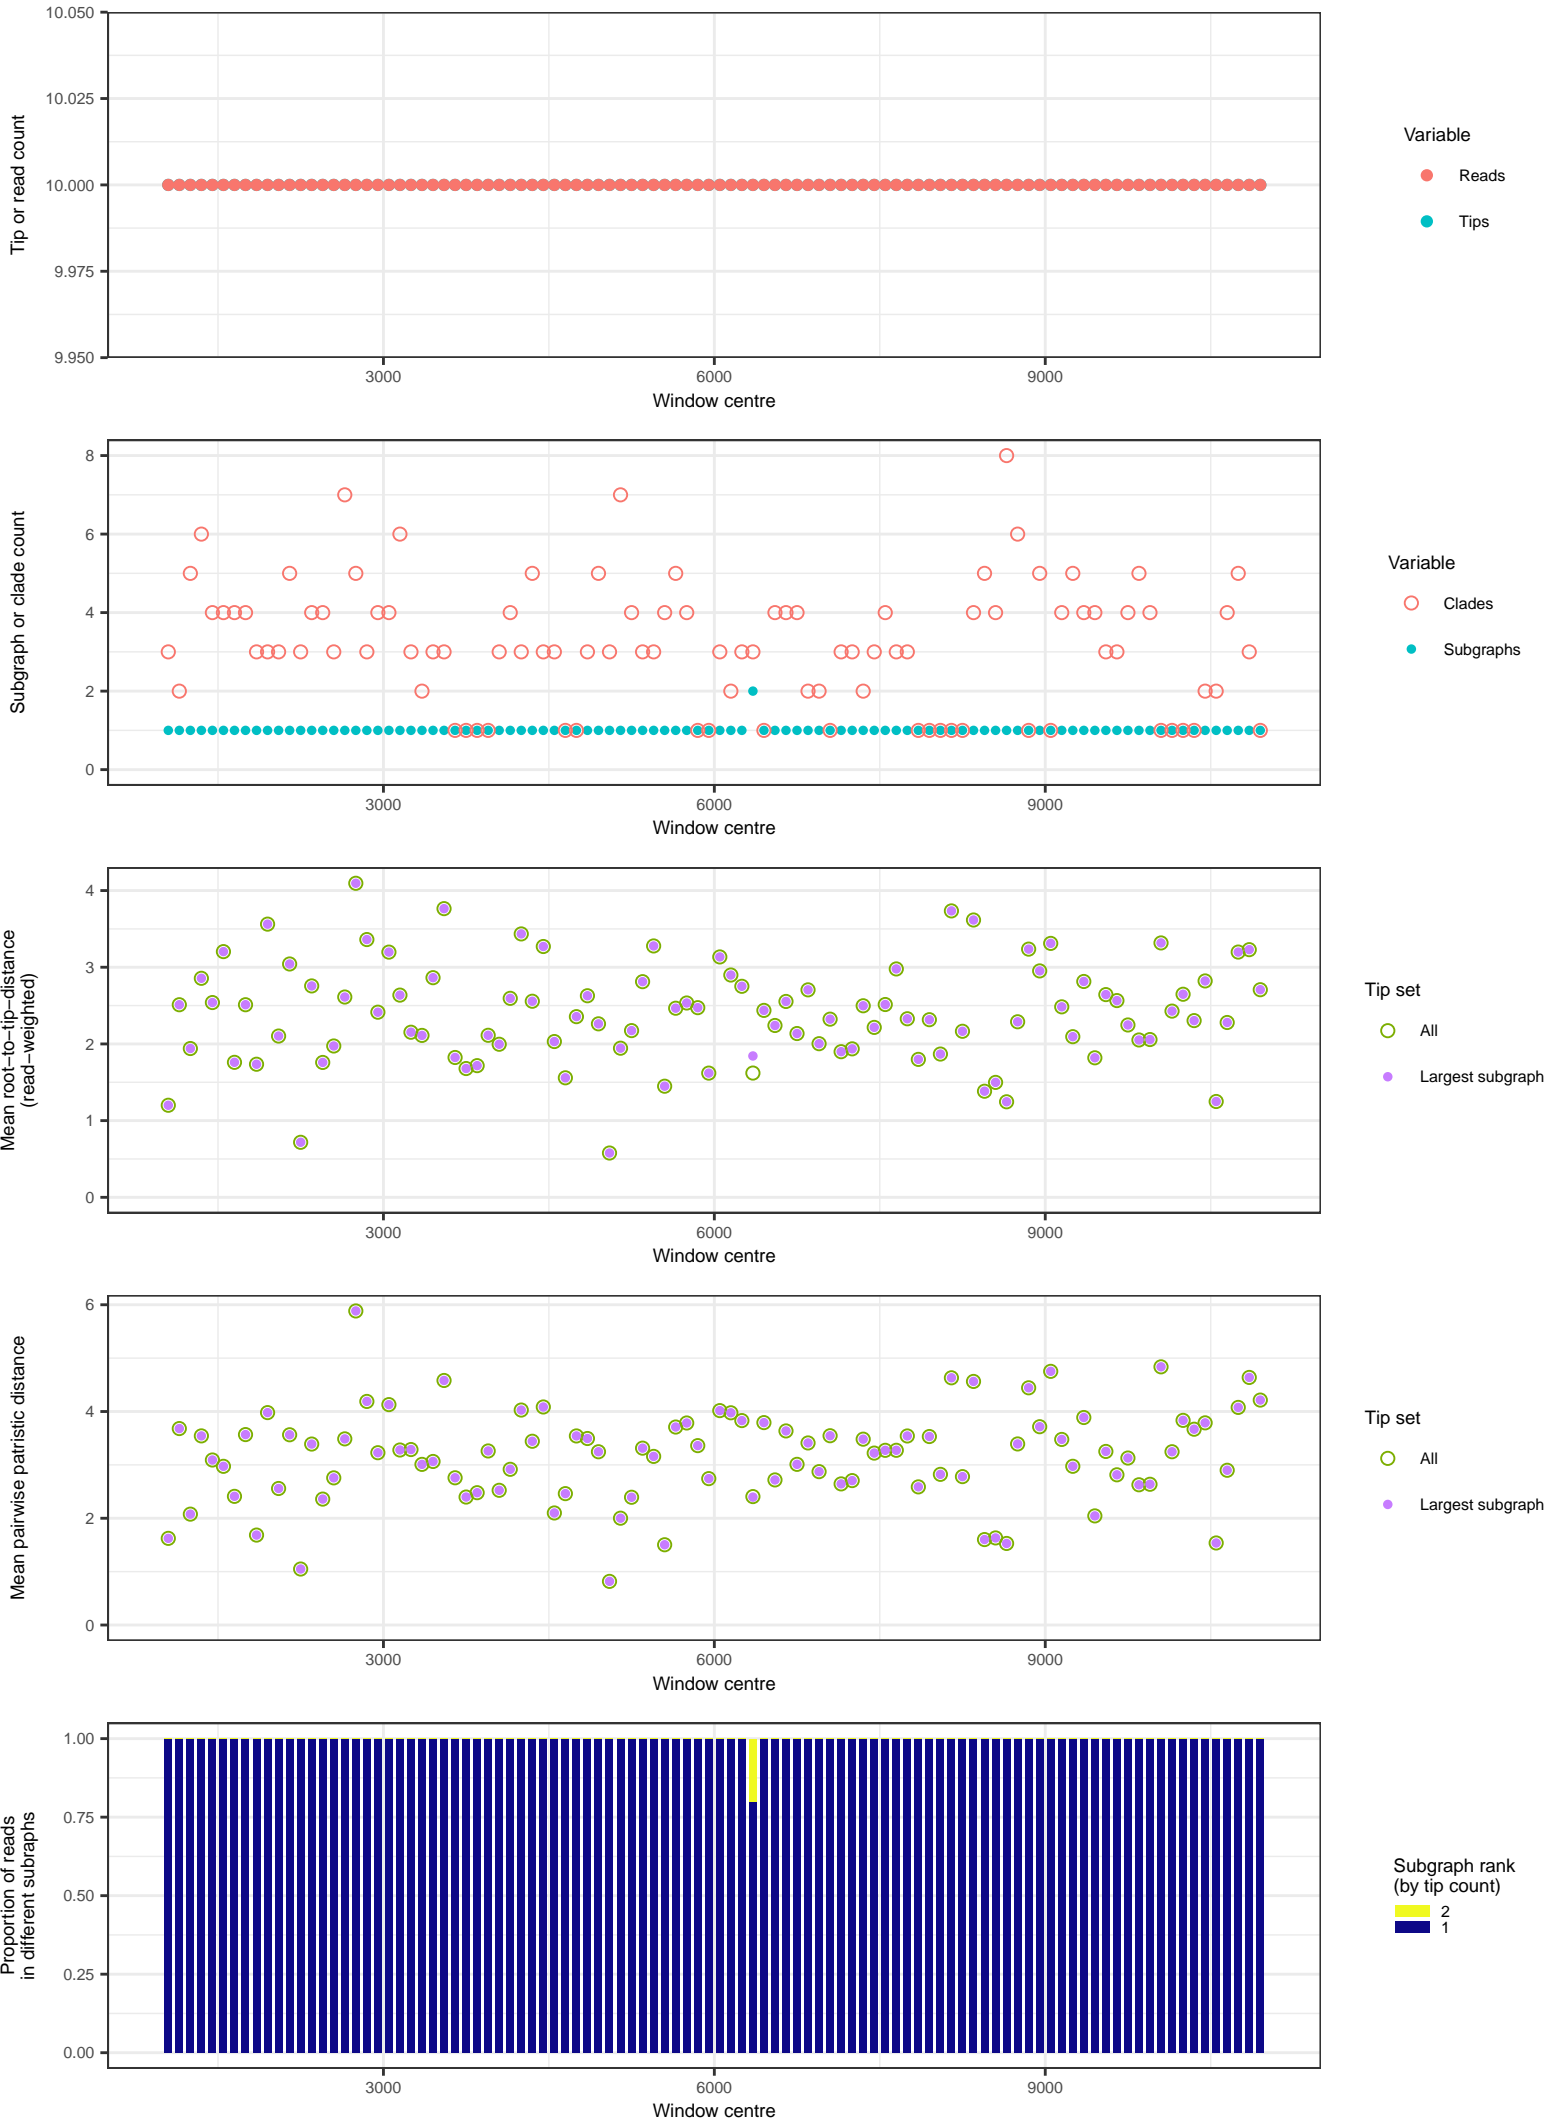 10.050
10.025
10.000
9.975
9.950
Tip or read count
3000 6000 9000
Window centre
Variable
Reads
Tips
8
6
4
2
0
Subgraph or clade count
3000 6000 9000
Window centre
Variable
Clades
Subgraphs
4
3
2
1
0
Mean root−to−tip−distance
(read−weighted)
3000 6000 9000
Window centre
Tip set
All
Largest subgraph
6
4
2
0
Mean pairwise patristic distance
3000 6000 9000
Window centre
Tip set
All
Largest subgraph
1.00
0.75
0.50
0.25
0.00
Proportion of reads
in different subraphs
3000 6000 9000
Window centre
Subgraph rank
(by tip count)
2
1